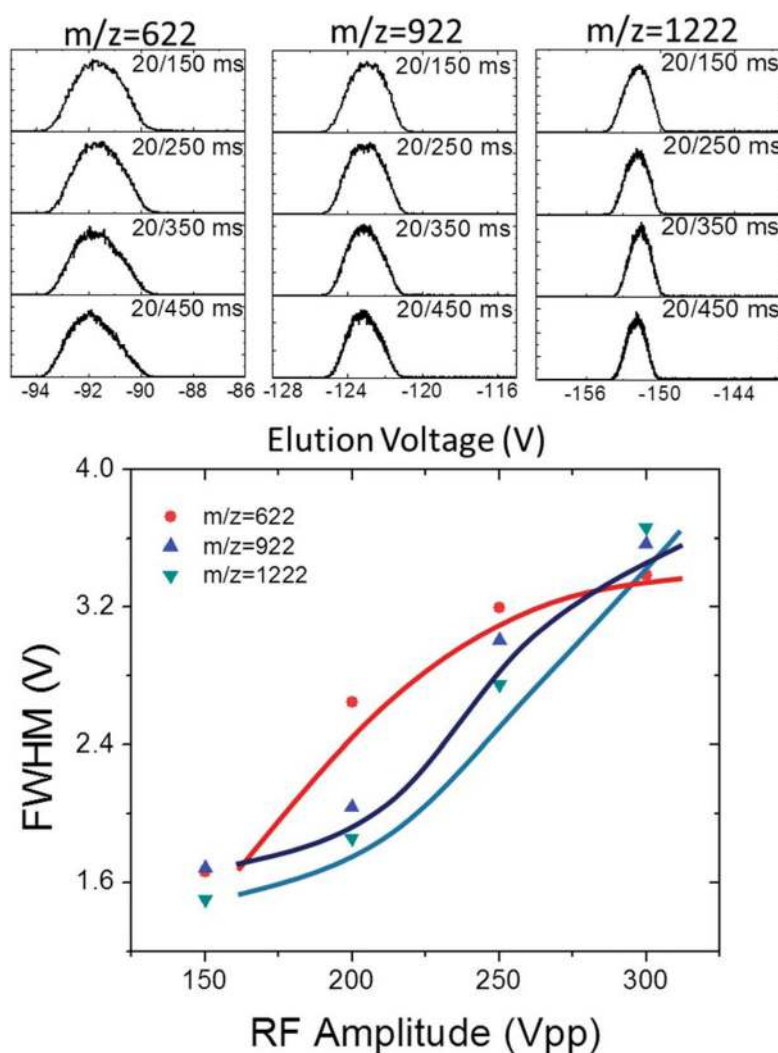 m/z=622 m/z=922 m/z=1222
20/150 ms 20/150 ms 20/150 ms
20/250 ms 20/250 ms 20/250 ms
20/350 ms 20/350 ms 20/350 ms
20/450 ms 20/450 ms 20/450 ms
-94 -92 -90 -88 -86 -128 -124 -120 -116 -156 -150 -144
Elution Voltage (V)
4.0
m/z=622
m/z=922
m/z=1222
3.2
FWHM (V)
2.4
1.6
150 200 250 300
RF Amplitude (Vpp)